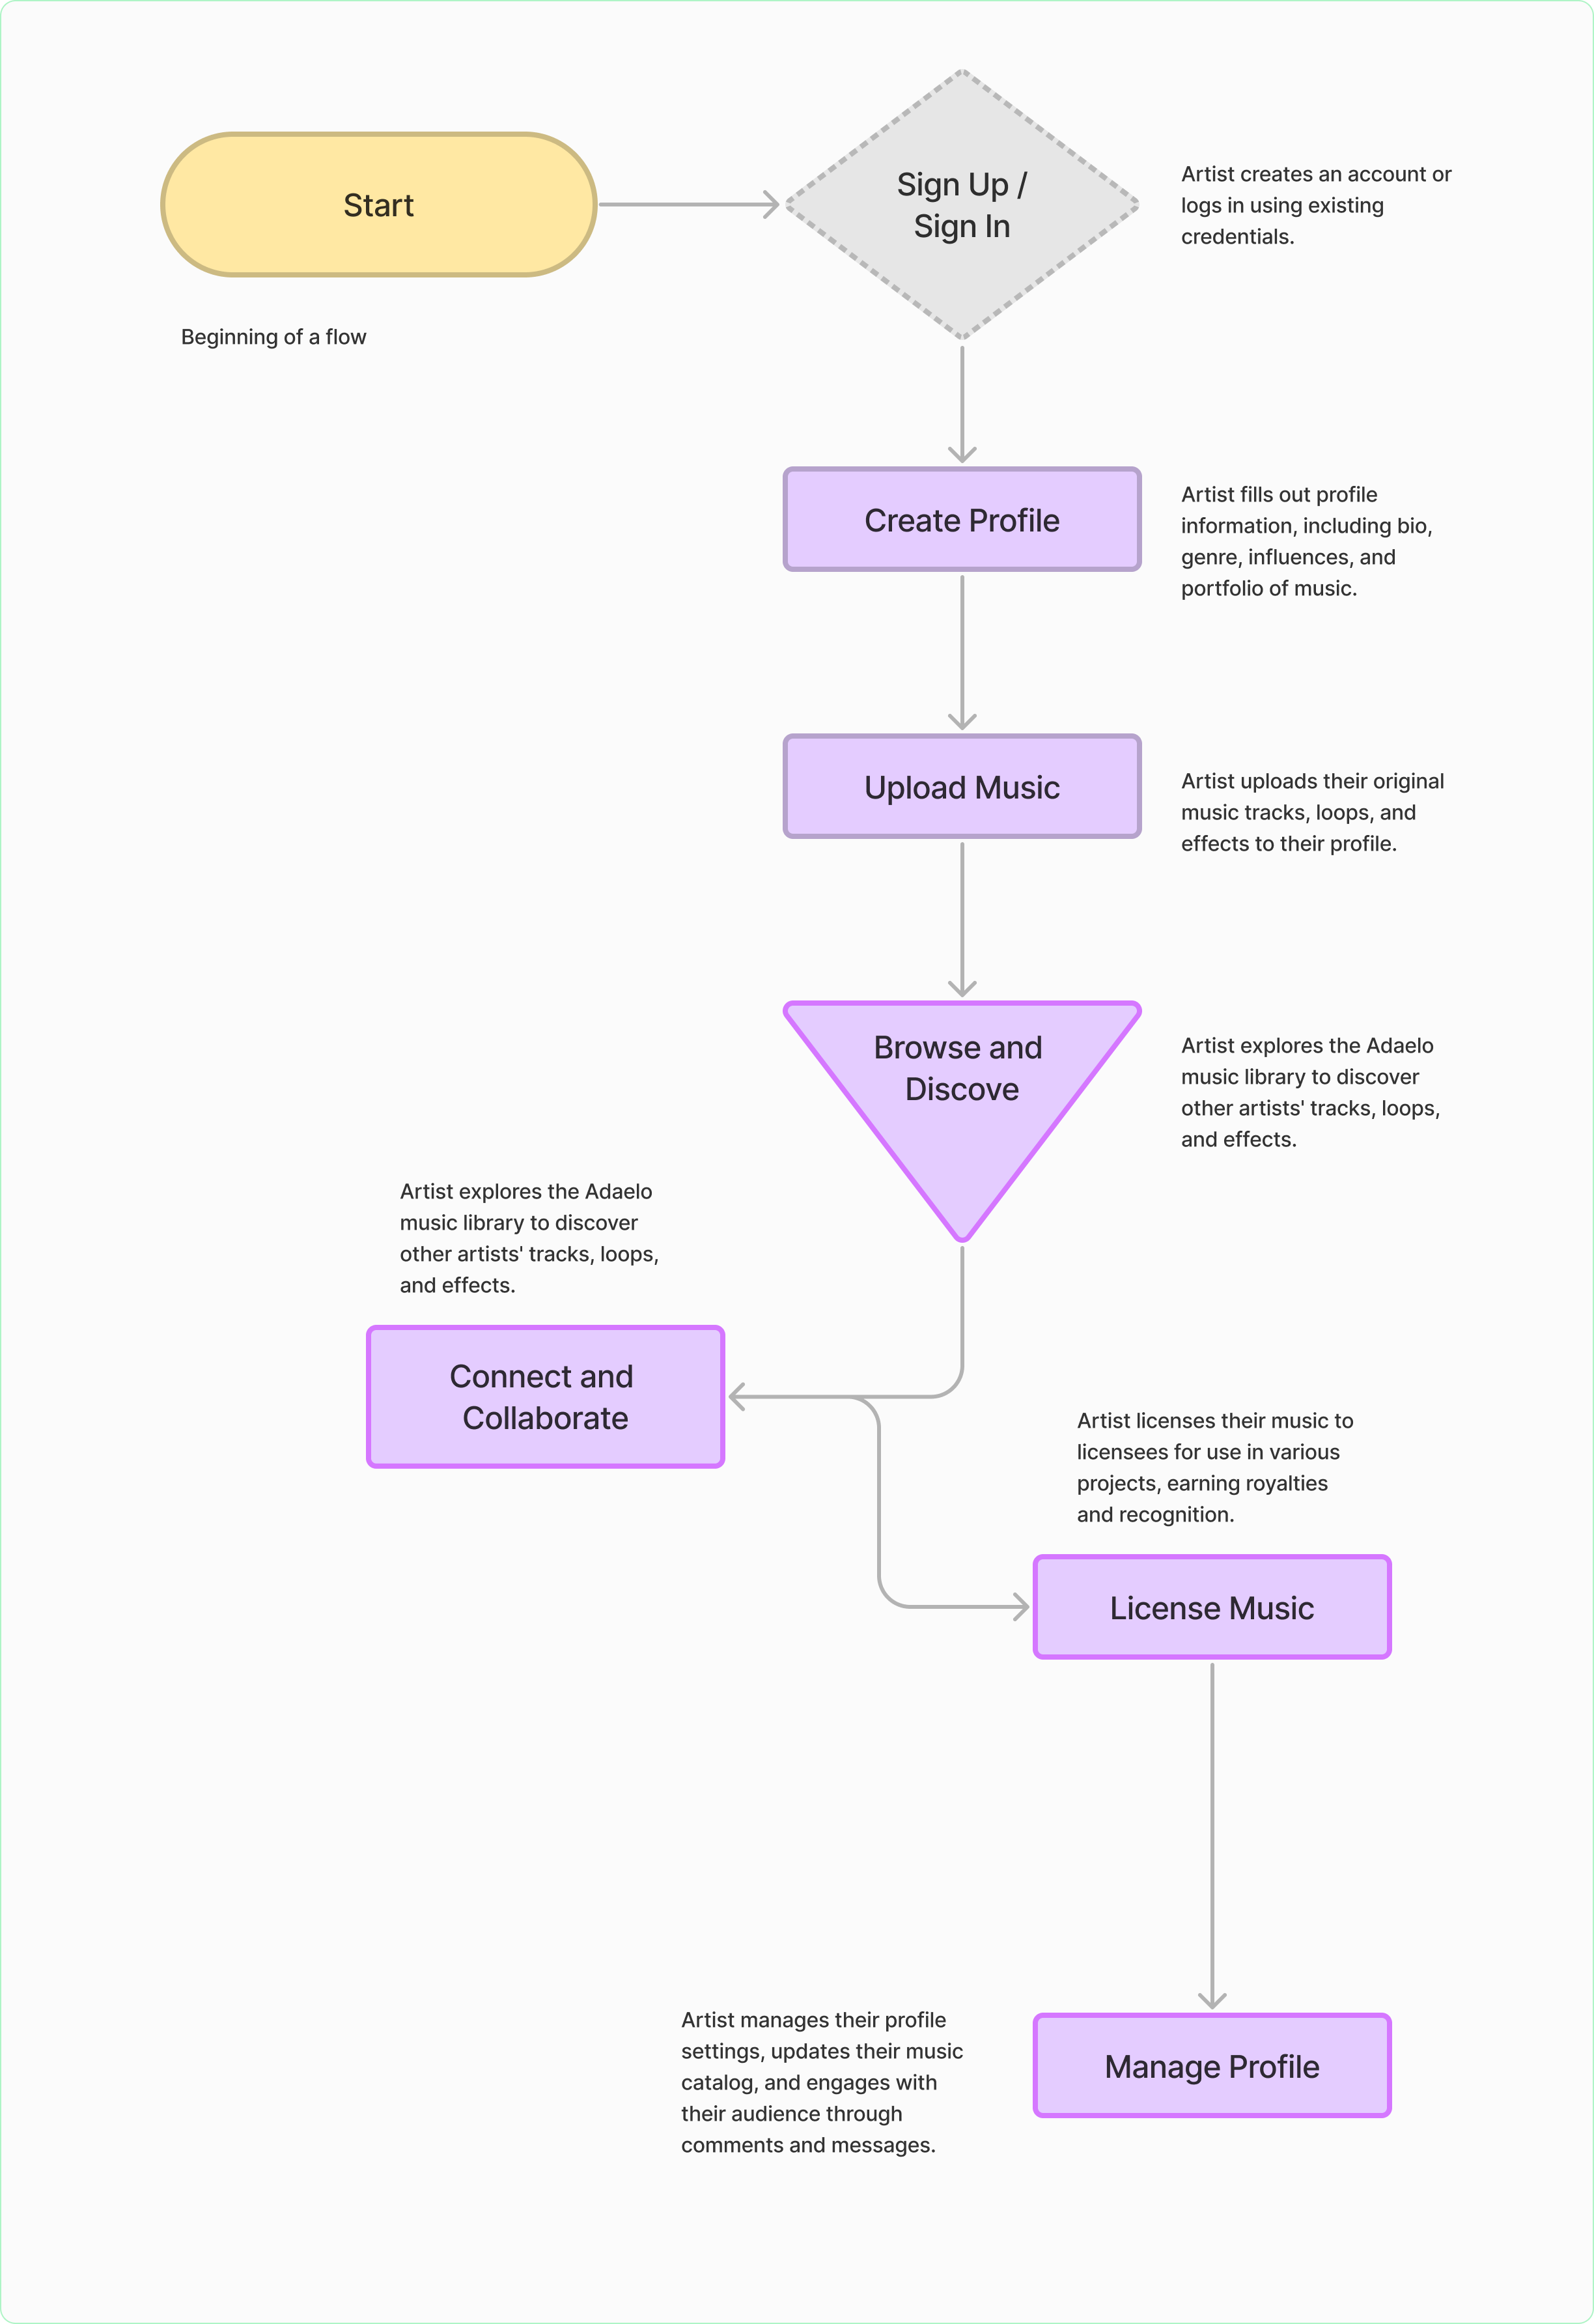 Start
Beginning of a flow
Sign Up /
Sign In
Artist creates an account or
logs in using existing
credentials.
Create Profile
Artist fills out profile
information, including bio,
genre, influences, and
portfolio of music.
Upload Music
Artist uploads their original
music tracks, loops, and
effects to their profile.
Browse and
Discove
Artist explores the Adaelo
music library to discover
other artists' tracks, loops,
and effects.
Artist explores the Adaelo
music library to discover
other artists' tracks, loops,
and effects.
Connect and
Collaborate
Artist licenses their music to
licensees for use in various
projects, earning royalties
and recognition.
License Music
Artist manages their profile
settings, updates their music
catalog, and engages with
their audience through
comments and messages.
Manage Profile